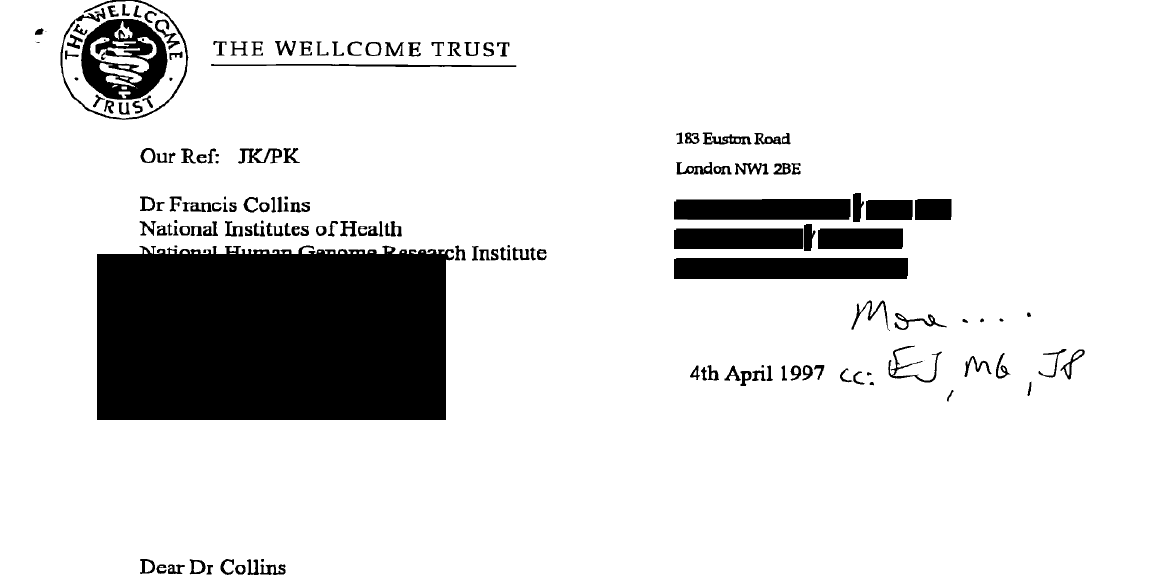 THE WELLCOME TRUST
THE WELLCOME TRUST
183 Euston Road
London NW1 2BE
Our Ref: JK/PK
Dr Francis Collins
National Institutes of Health
National Human Genome Research Institute
More ....
4th April 1997 cc: EJ, MG, JP
Dear Dr Collins